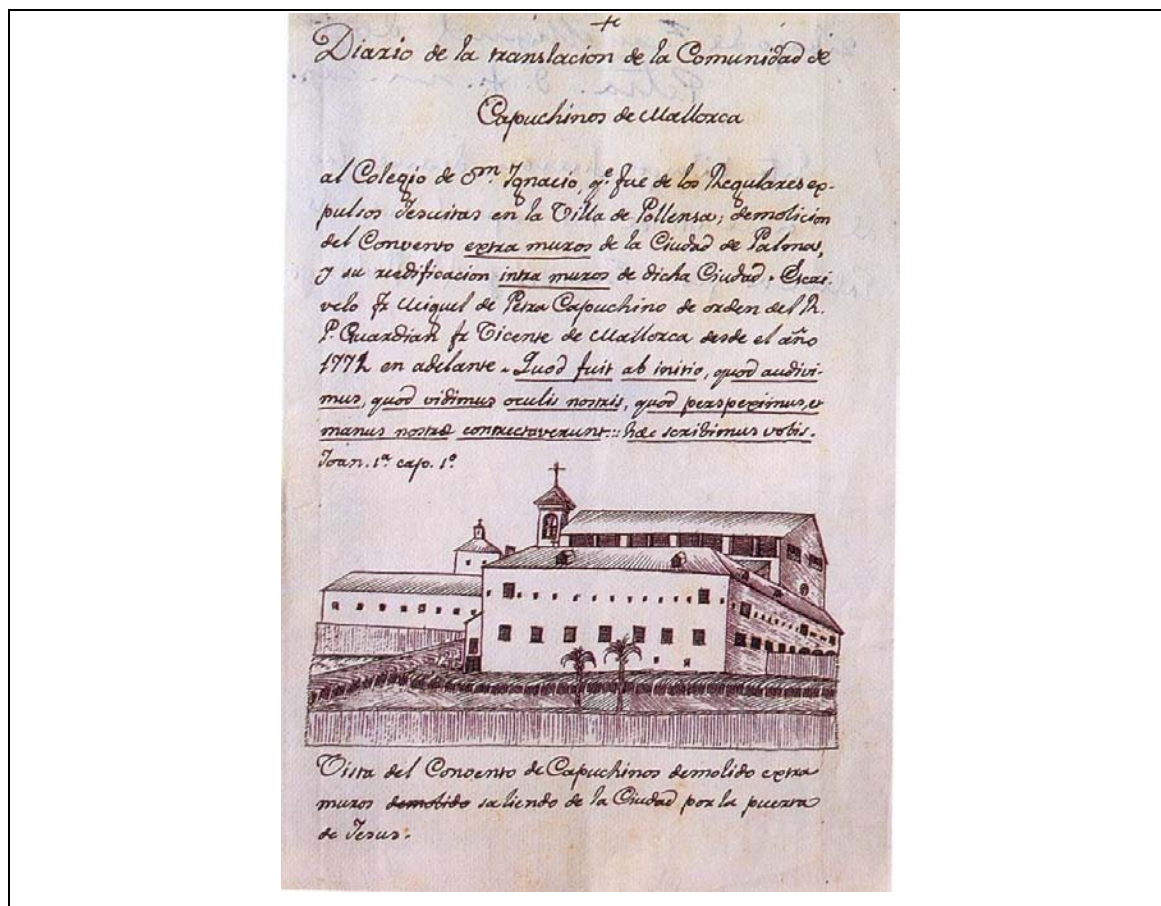 Diario de la translacion de la Comunidad de
Capuchinos de Mallorca
al Colegio de Sn. Ignacio, qe. fue de los Regulares ex-
pulsos Jesuitas en la Villa de Pollensa; demolicion
del Convento extra muros de la Ciudad de Palma,
y su reedificacion intra muros de dicha Ciudad. Escri-
velo fr Miguel de Petra Capuchino de orden del R.
P. Guardian fr Vicente de Mallorca desde el año
en adelante. Quod fuit ab initio, quod audivi-
mus, quod vidimus oculis nostris, quod perspeximus, et
manus nostræ contrectaverunt... hæc scribimus vobis.
Joan. 1ª cap. 1º
Vista del Convento de Capuchinos demolido extra
muros demolido saliendo de la Ciudad por la puerta
de Jesus.